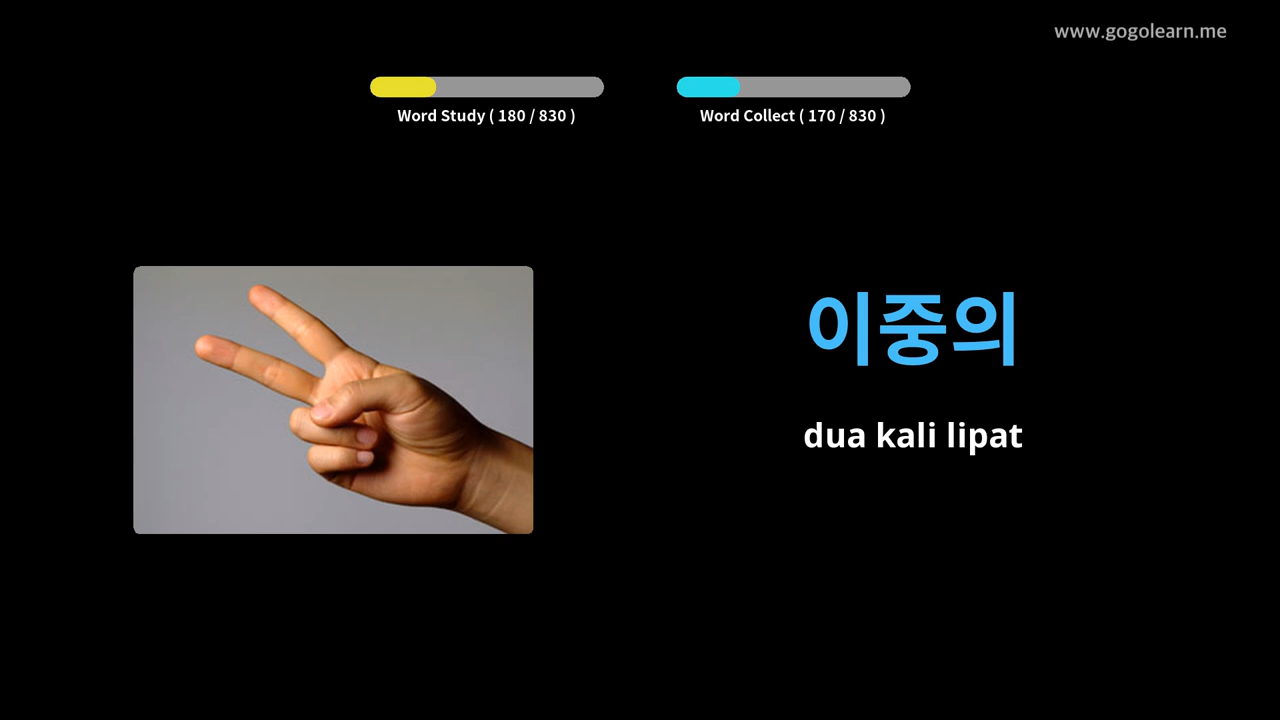 www.gogolearn.me
Word Study ( 180 / 830 )
Word Collect ( 170 / 830 )
이중의
dua kali lipat